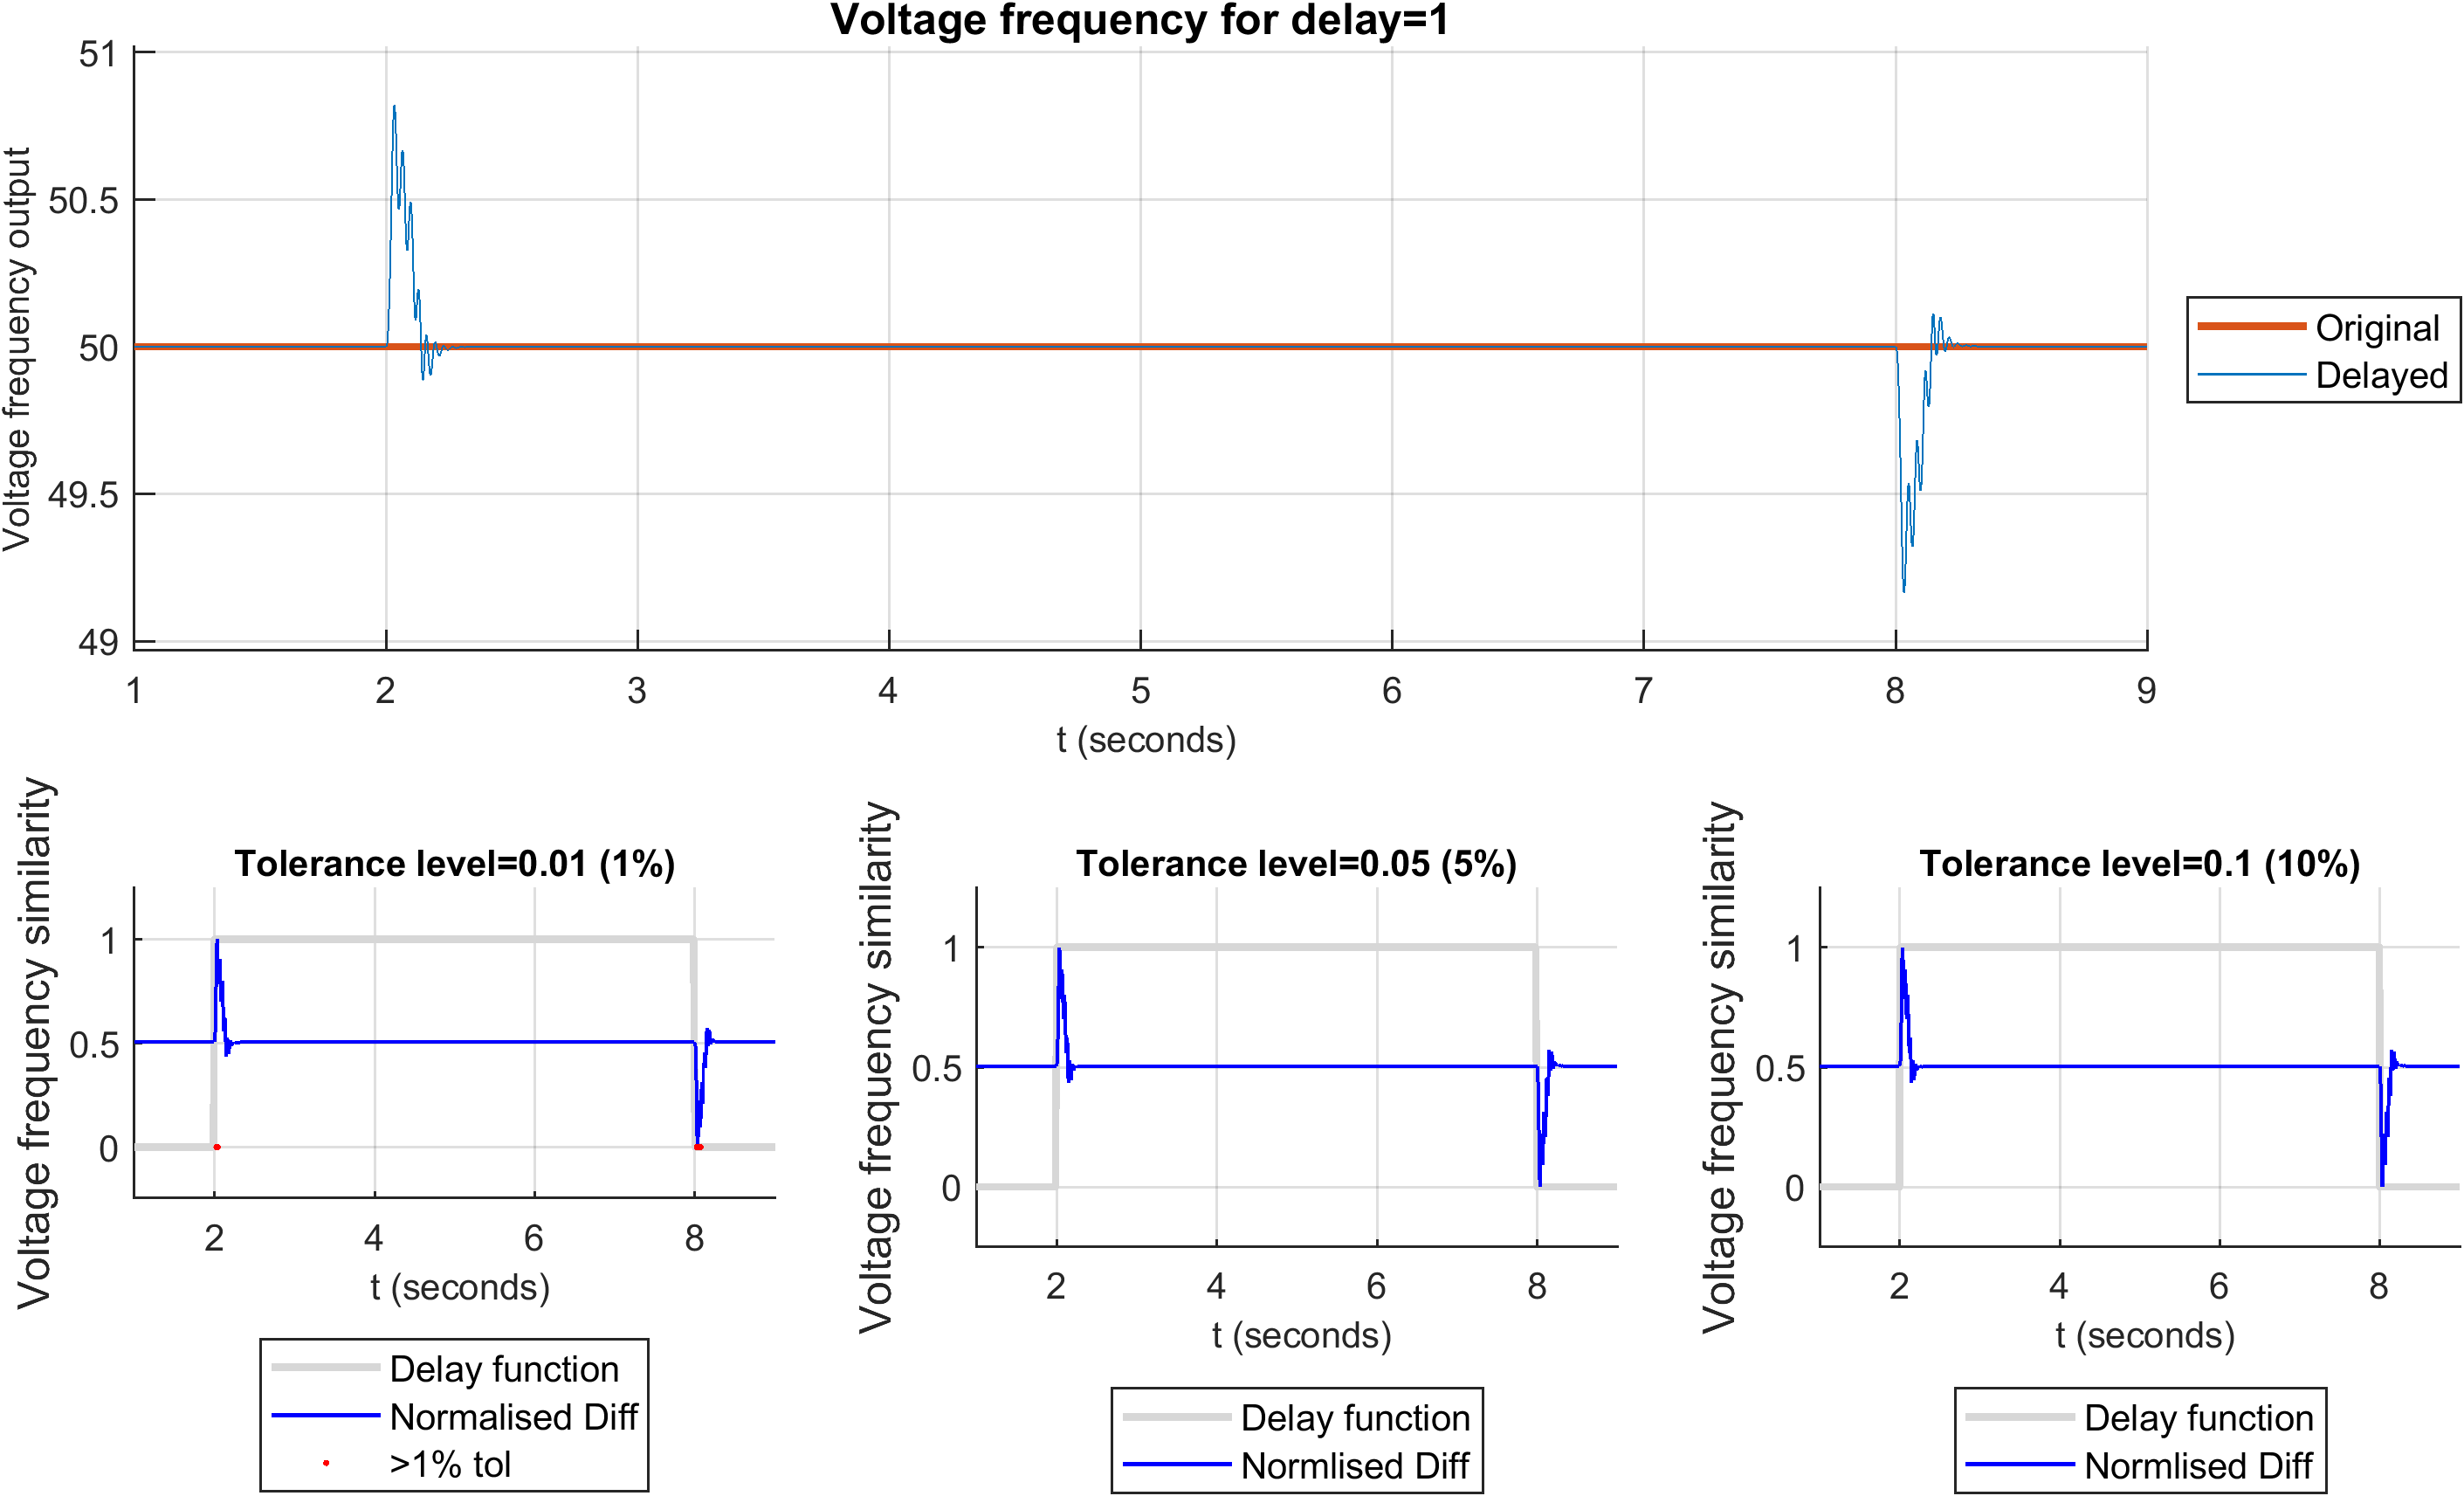 Voltage frequency for delay=1
Voltage frequency output
51
50.5
50
49.5
49
1 2 3 4 5 6 7 8 9
t (seconds)
Original
Delayed
Tolerance level=0.01 (1%)
Voltage frequency similarity
1
0.5
0
2 4 6 8
t (seconds)
Delay function
Normalised Diff
>1% tol
Tolerance level=0.05 (5%)
Voltage frequency similarity
1
0.5
0
2 4 6 8
t (seconds)
Delay function
Normlised Diff
Tolerance level=0.1 (10%)
Voltage frequency similarity
1
0.5
0
2 4 6 8
t (seconds)
Delay function
Normlised Diff